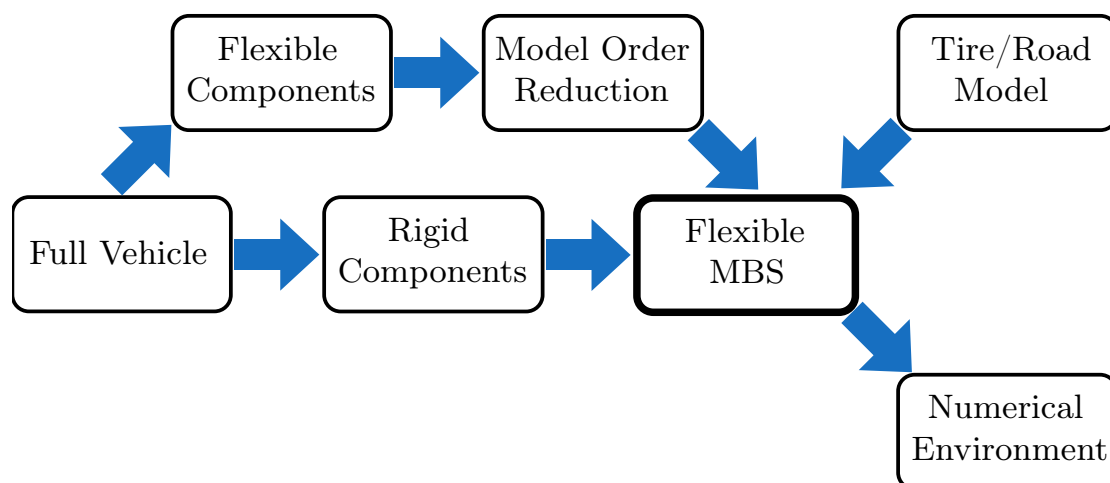 Flexible
Components
Model Order
Reduction
Tire/Road
Model
Full Vehicle
Rigid
Components
Flexible
MBS
Numerical
Environment